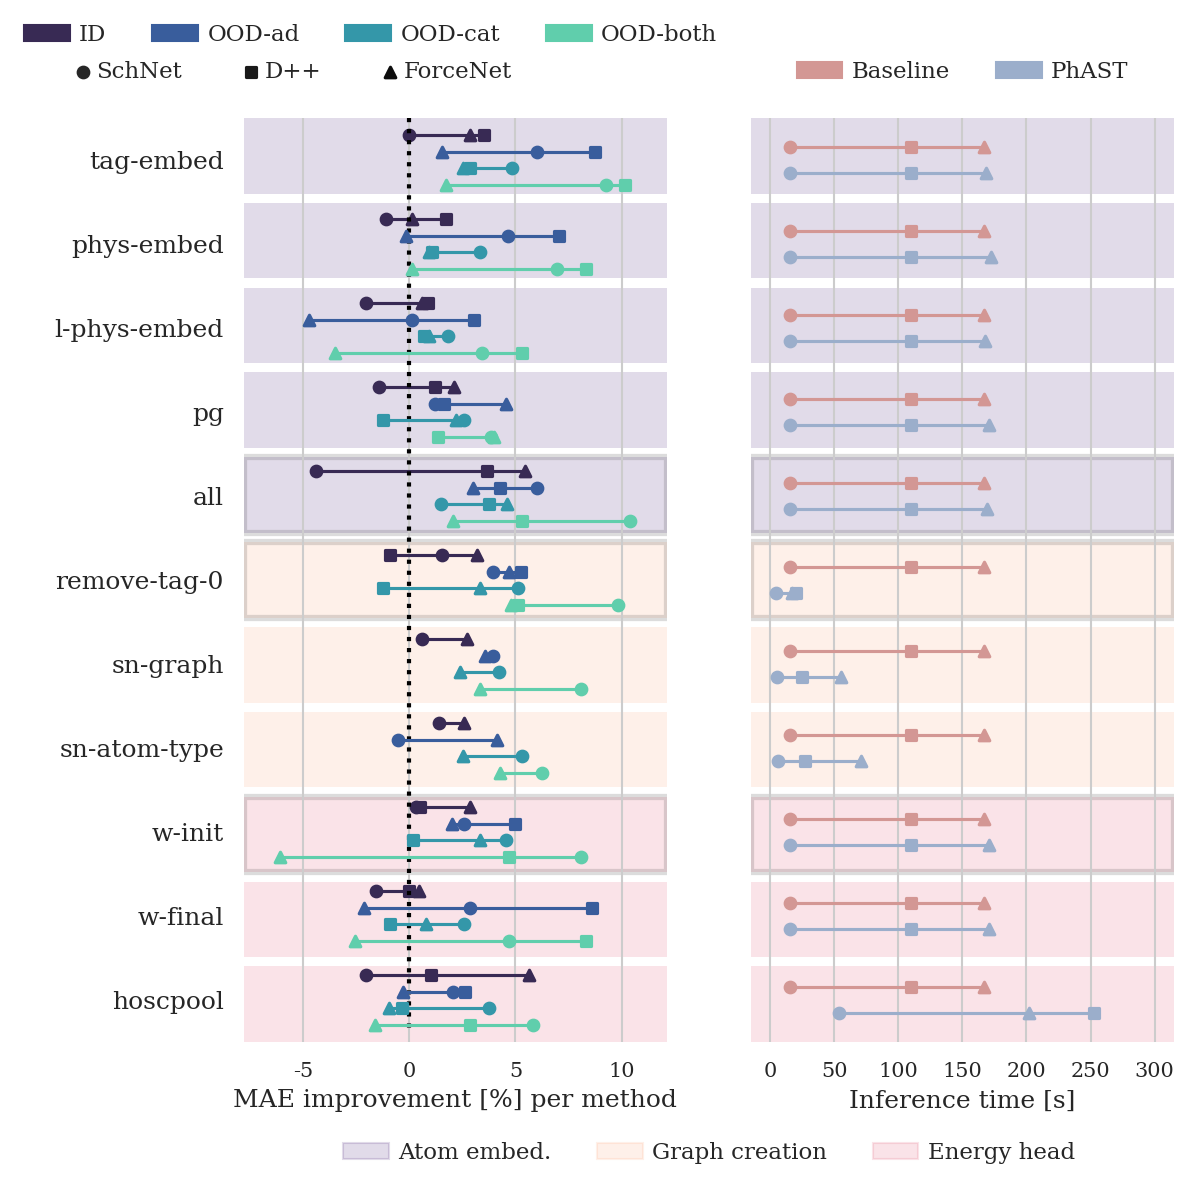 ID OOD-ad OOD-cat OOD-both
SchNet D++ ForceNet Baseline PhAST
tag-embed
phys-embed
l-phys-embed
pg
all
remove-tag-0
sn-graph
sn-atom-type
w-init
w-final
hoscpool
-5 0 5 10 0 50 100 150 200 250 300
MAE improvement [%] per method Inference time [s]
Atom embed. Graph creation Energy head